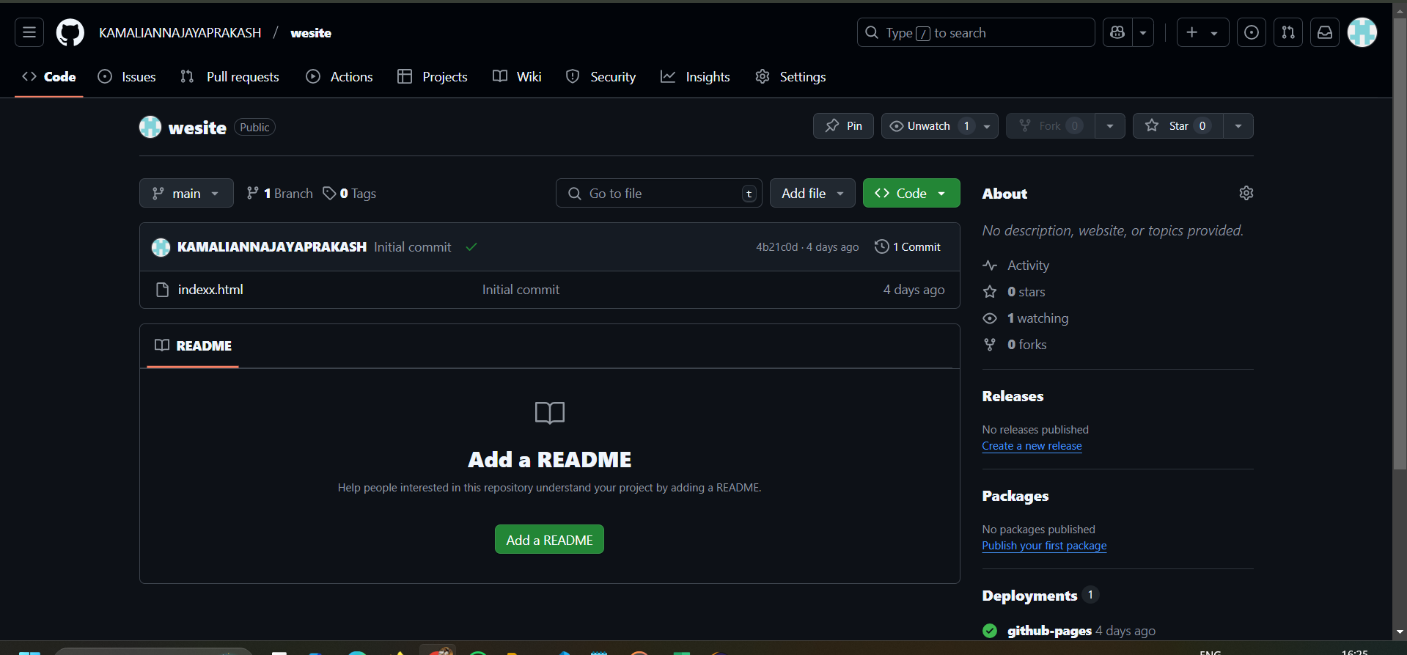 KAMALIANNAJAYAPRAKASH / wesite
Type / to search
Code Issues Pull requests Actions Projects Wiki Security Insights Settings
wesite Public
Pin Unwatch 1 Fork 0 Star 0
main 1 Branch 0 Tags Go to file t Add file Code
KAMALIANNAJAYAPRAKASH Initial commit 4b21c0d · 4 days ago 1 Commit
indexx.html Initial commit 4 days ago
README
Add a README
Help people interested in this repository understand your project by adding a README.
Add a README
About
No description, website, or topics provided.
Activity
0 stars
1 watching
0 forks
Releases
No releases published
Create a new release
Packages
No packages published
Publish your first package
Deployments 1
github-pages 4 days ago
ENG 16:25